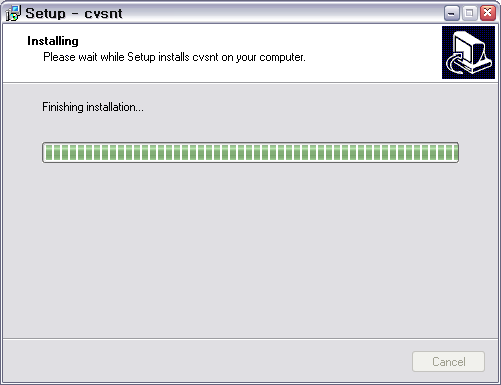 Setup - cvsnt
Installing
Please wait while Setup installs cvsnt on your computer.
Finishing installation...
Cancel